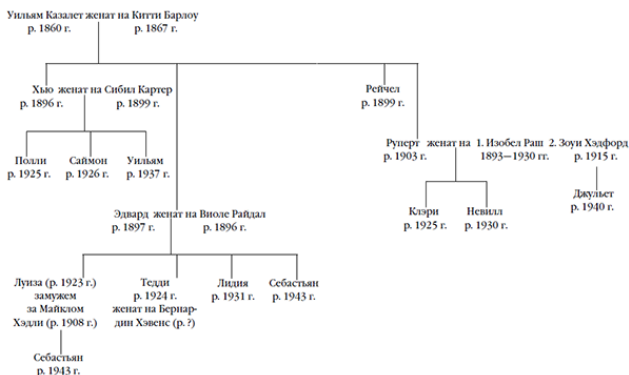 Уильям Казалет женат на Китти Барлоу
р. 1860 г. р. 1867 г.
Хью женат на Сибил Картер
р. 1896 г. р. 1899 г.
Рейчел
р. 1899 г.
Руперт женат на 1. Изобел Раш 2. Зоуи Хэдфорд
р. 1903 г. 1893—1930 гг. р. 1915 г.
Полли
р. 1925 г.
Саймон
р. 1926 г.
Уильям
р. 1937 г.
Джульет
р. 1940 г.
Клэри
р. 1925 г.
Невилл
р. 1930 г.
Эдвард женат на Виоле Райдал
р. 1897 г. р. 1896 г.
Луиза (р. 1923 г.)
замужем
за Майклом
Хэдли (р. 1908 г.)
Тедди
р. 1924 г.
женат на Бернар-
дин Хэвенс (р. ?)
Лидия
р. 1931 г.
Себастьян
р. 1943 г.
Себастьян
р. 1943 г.